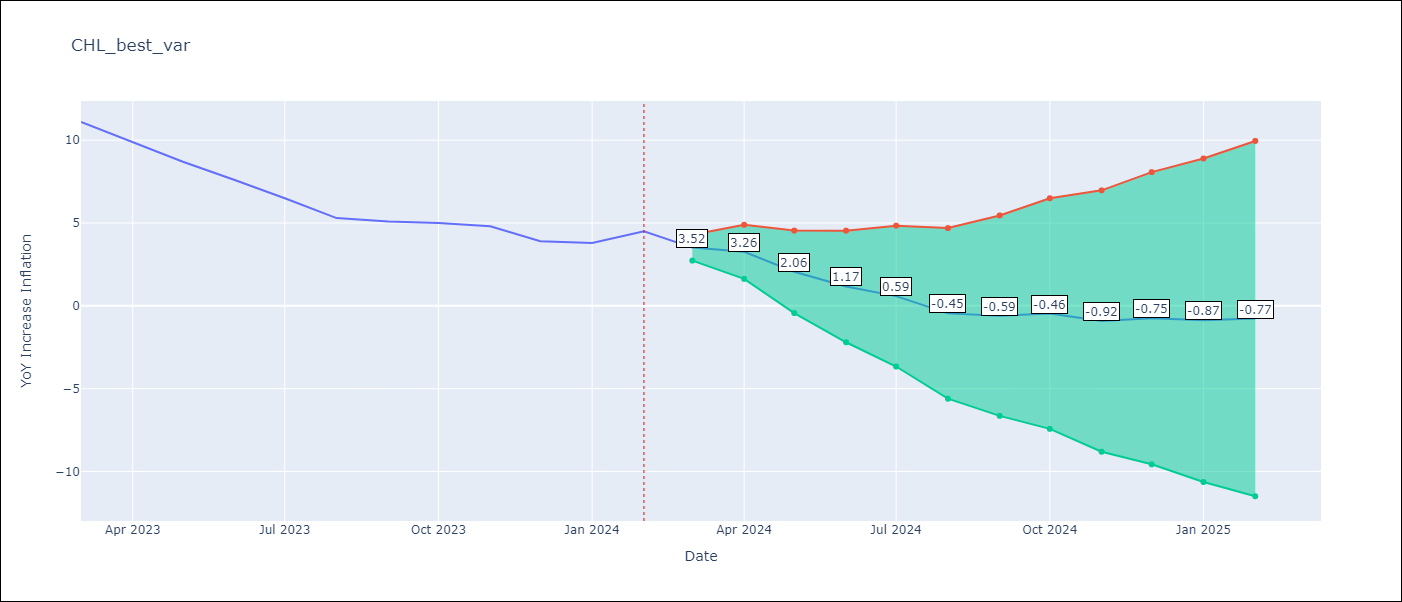 CHL_best_var
YoY Increase Inflation
10
5
0
−5
−10
3.52
3.26
2.06
1.17
0.59
-0.45
-0.59
-0.46
-0.92
-0.75
-0.87
-0.77
Apr 2023
Jul 2023
Oct 2023
Jan 2024
Apr 2024
Jul 2024
Oct 2024
Jan 2025
Date